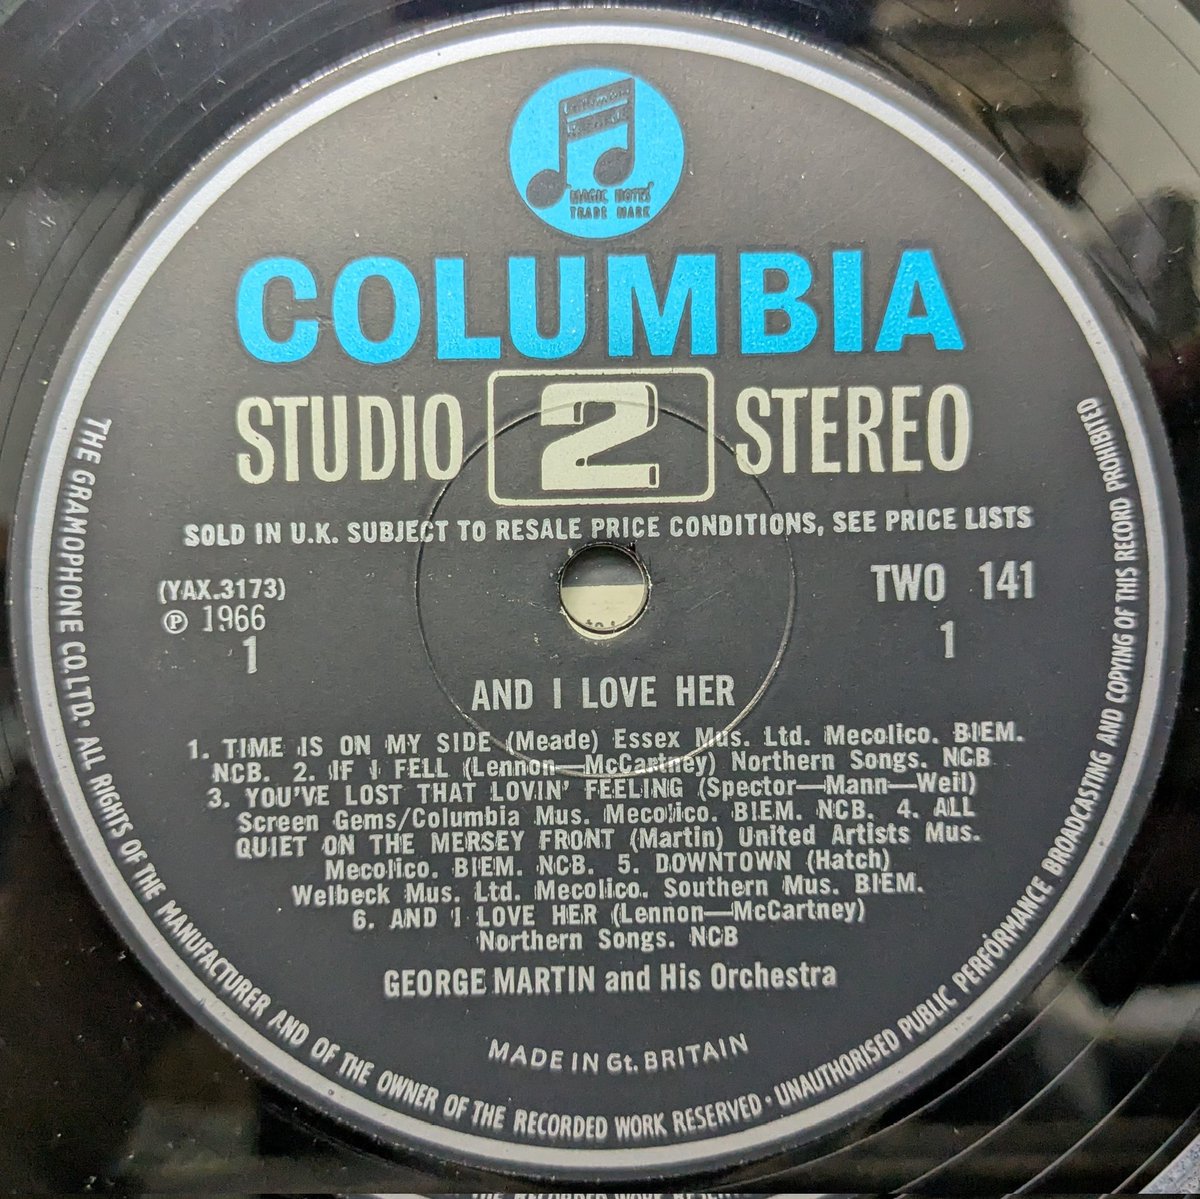 MAGIC NOTES
TRADE MARK
COLUMBIA
STUDIO 2 STEREO
SOLD IN U.K. SUBJECT TO RESALE PRICE CONDITIONS, SEE PRICE LISTS
(YAX.3173)
℗ 1966
1
TWO 141
1
AND I LOVE HER
1. TIME IS ON MY SIDE (Meade) Essex Mus. Ltd. Mecolico. BIEM.
NCB. 2. IF I FELL (Lennon—McCartney) Northern Songs. NCB
3. YOU'VE LOST THAT LOVIN' FEELING (Spector—Mann—Weil)
Screen Gems/Columbia Mus. Mecolico. BIEM. NCB. 4. ALL
QUIET ON THE MERSEY FRONT (Martin) United Artists Mus.
Mecolico. BIEM. NCB. 5. DOWNTOWN (Hatch)
Welbeck Mus. Ltd. Mecolico. Southern Mus. BIEM.
6. AND I LOVE HER (Lennon—McCartney)
Northern Songs. NCB
GEORGE MARTIN and His Orchestra
MADE IN Gt. BRITAIN
THE GRAMOPHONE CO. LTD. • ALL RIGHTS OF THE MANUFACTURER AND OF THE OWNER OF THE RECORDED WORK RESERVED • UNAUTHORISED PUBLIC PERFORMANCE BROADCASTING AND COPYING OF THIS RECORD PROHIBITED